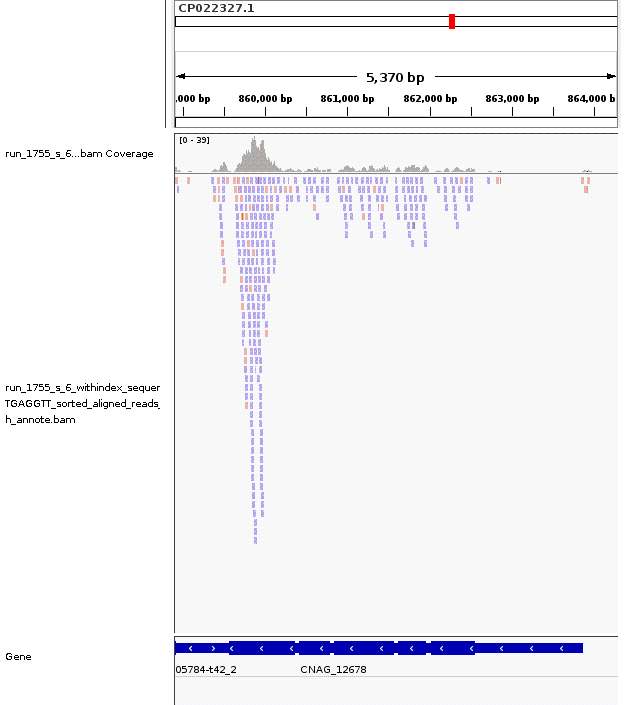 CP022327.1
5,370 bp
.000 bp 860,000 bp 861,000 bp 862,000 bp 863,000 bp 864,000 b
[0 - 39]
run_1755_s_6...bam Coverage
run_1755_s_6_withindex_sequer
TGAGGTT_sorted_aligned_reads_
h_annote.bam
Gene
05784-t42_2 CNAG_12678